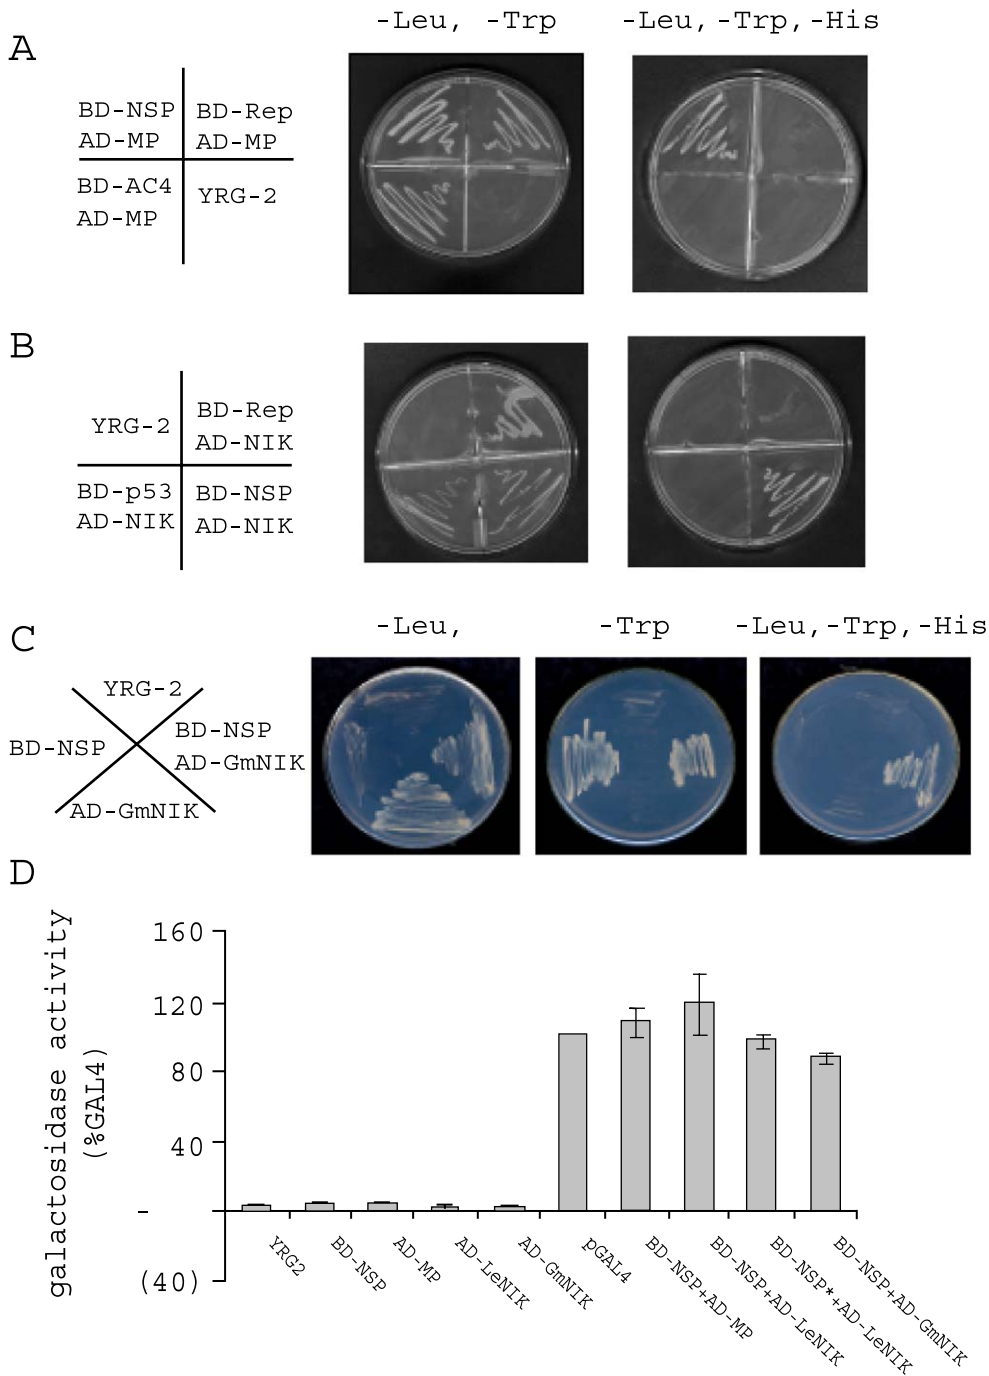 -Leu, -Trp
-Leu,-Trp,-His
A
BD-NSP
AD-MP
BD-Rep
AD-MP
BD-AC4
AD-MP
YRG-2
B
YRG-2
BD-Rep
AD-NIK
BD-p53
AD-NIK
BD-NSP
AD-NIK
C
-Leu,
-Trp
-Leu,-Trp,-His
YRG-2
BD-NSP
BD-NSP
AD-GmNIK
AD-GmNIK
D
galactosidase activity
(%GAL4)
160
120
80
40
-
(40)
YRG2
BD-NSP
AD-MP
AD-LeNIK
AD-GmNIK
pGAL4
BD-NSP+AD-MP
BD-NSP+AD-LeNIK
BD-NSP*+AD-LeNIK
BD-NSP+AD-GmNIK